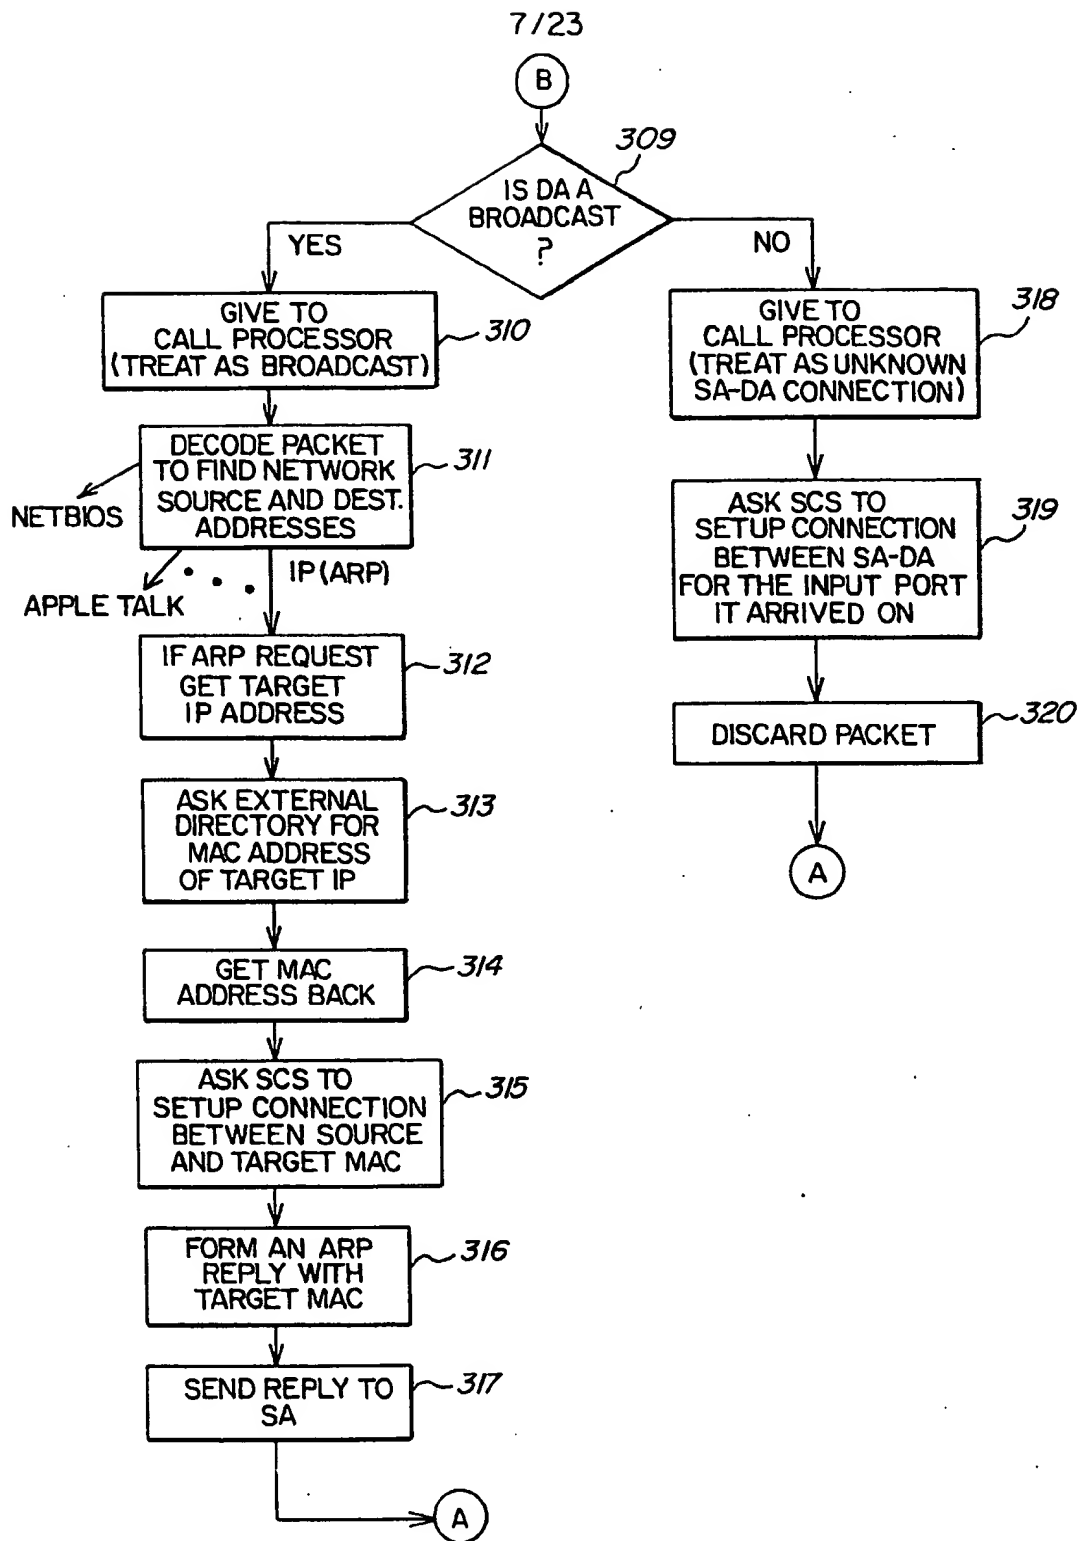 7/23
B
309
IS DA A
BROADCAST
?
YES
NO
GIVE TO
CALL PROCESSOR
(TREAT AS BROADCAST)
310
DECODE PACKET
TO FIND NETWORK
SOURCE AND DEST.
ADDRESSES
311
NETBIOS
APPLE TALK
IP (ARP)
IF ARP REQUEST
GET TARGET
IP ADDRESS
312
ASK EXTERNAL
DIRECTORY FOR
MAC ADDRESS
OF TARGET IP
313
GET MAC
ADDRESS BACK
314
ASK SCS TO
SETUP CONNECTION
BETWEEN SOURCE
AND TARGET MAC
315
FORM AN ARP
REPLY WITH
TARGET MAC
316
SEND REPLY TO
SA
317
A
GIVE TO
CALL PROCESSOR
(TREAT AS UNKNOWN
SA-DA CONNECTION)
318
ASK SCS TO
SETUP CONNECTION
BETWEEN SA-DA
FOR THE INPUT PORT
IT ARRIVED ON
319
DISCARD PACKET
320
A